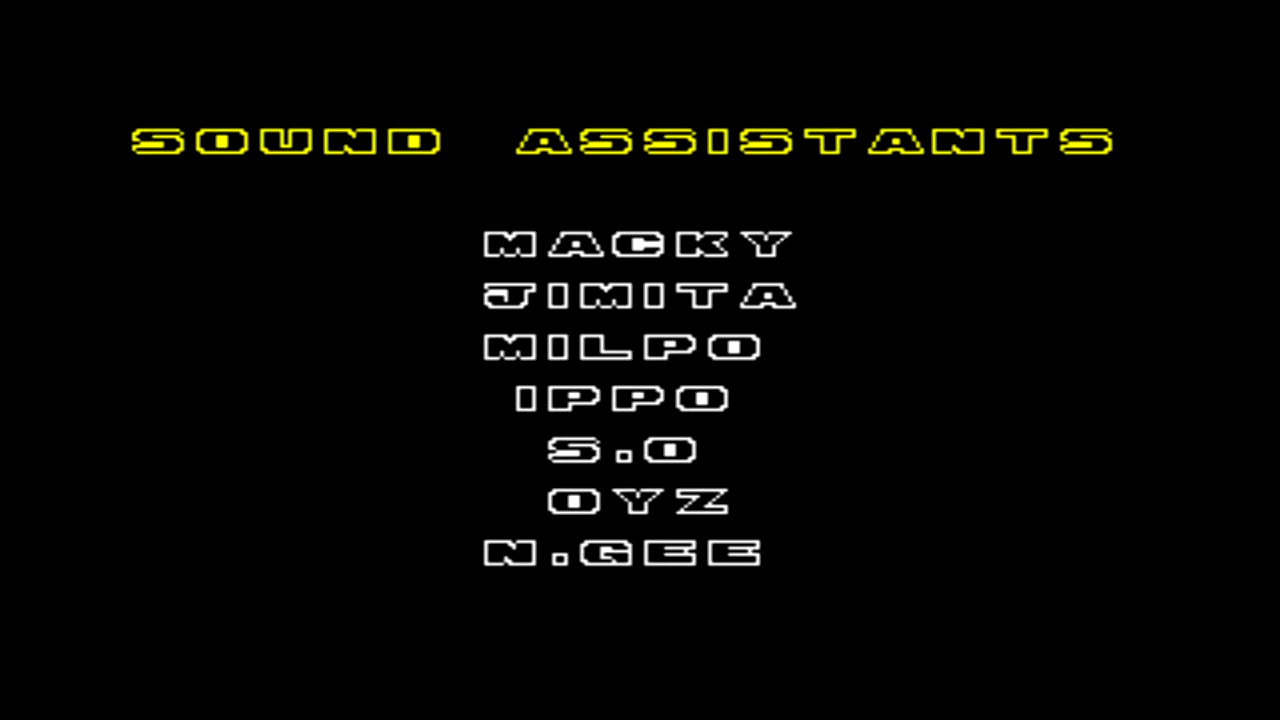 SOUND ASSISTANTS
MACKY
JIMITA
MILPO
IPPO
S.O
OYZ
N.GEE